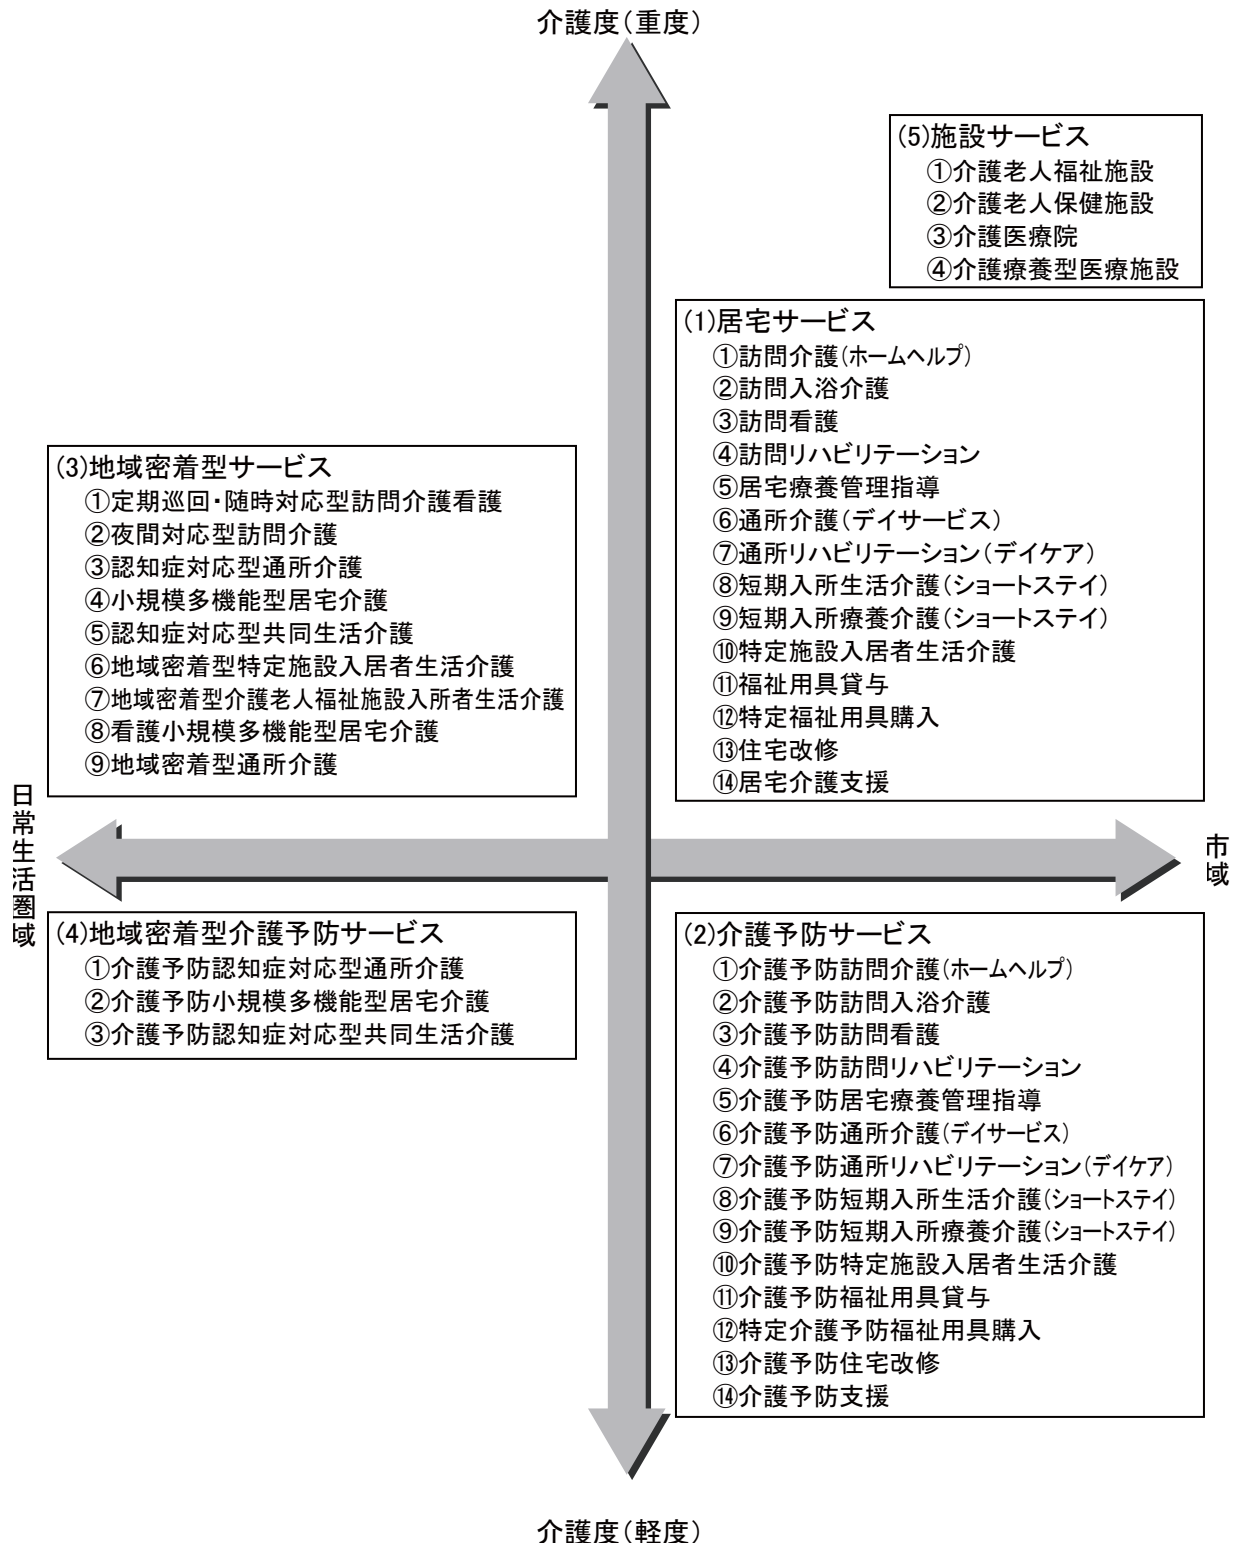 介護度（重度）
(5)施設サービス
①介護老人福祉施設
②介護老人保健施設
③介護医療院
④介護療養型医療施設
(1)居宅サービス
①訪問介護（ホームヘルプ）
②訪問入浴介護
③訪問看護
④訪問リハビリテーション
⑤居宅療養管理指導
⑥通所介護（デイサービス）
⑦通所リハビリテーション（デイケア）
⑧短期入所生活介護（ショートステイ）
⑨短期入所療養介護（ショートステイ）
⑩特定施設入居者生活介護
⑪福祉用具貸与
⑫特定福祉用具購入
⑬住宅改修
⑭居宅介護支援
(3)地域密着型サービス
①定期巡回・随時対応型訪問介護看護
②夜間対応型訪問介護
③認知症対応型通所介護
④小規模多機能型居宅介護
⑤認知症対応型共同生活介護
⑥地域密着型特定施設入居者生活介護
⑦地域密着型介護老人福祉施設入所者生活介護
⑧看護小規模多機能型居宅介護
⑨地域密着型通所介護
日常生活圏域
市域
(4)地域密着型介護予防サービス
①介護予防認知症対応型通所介護
②介護予防小規模多機能型居宅介護
③介護予防認知症対応型共同生活介護
(2)介護予防サービス
①介護予防訪問介護（ホームヘルプ）
②介護予防訪問入浴介護
③介護予防訪問看護
④介護予防訪問リハビリテーション
⑤介護予防居宅療養管理指導
⑥介護予防通所介護（デイサービス）
⑦介護予防通所リハビリテーション（デイケア）
⑧介護予防短期入所生活介護（ショートステイ）
⑨介護予防短期入所療養介護（ショートステイ）
⑩介護予防特定施設入居者生活介護
⑪介護予防福祉用具貸与
⑫特定介護予防福祉用具購入
⑬介護予防住宅改修
⑭介護予防支援
介護度（軽度）